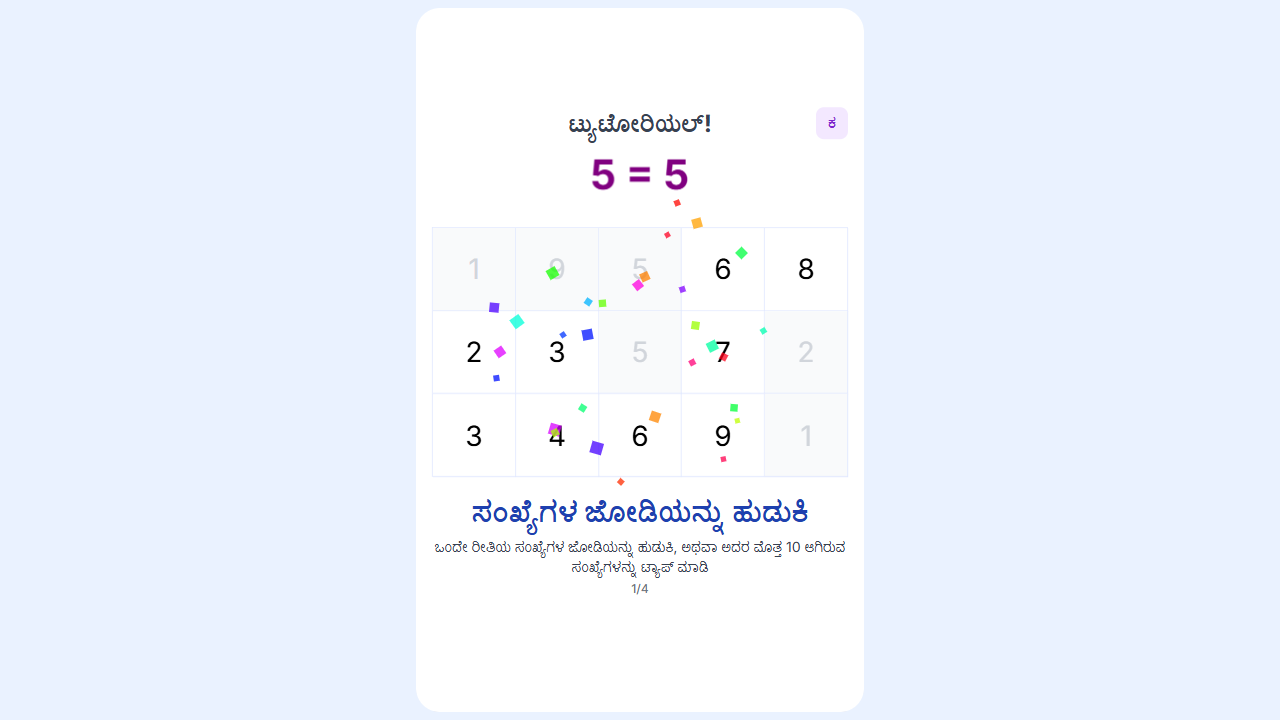 ಟ್ಯುಟೋರಿಯಲ್!
ಕ
5 = 5
1 9 5 6 8
2 3 5 7 2
3 4 6 9 1
ಸಂಖ್ಯೆಗಳ ಜೋಡಿಯನ್ನು ಹುಡುಕಿ
ಒಂದೇ ರೀತಿಯ ಸಂಖ್ಯೆಗಳ ಜೋಡಿಯನ್ನು ಹುಡುಕಿ, ಅಥವಾ ಅದರ ಮೊತ್ತ 10 ಆಗಿರುವ
ಸಂಖ್ಯೆಗಳನ್ನು ಟ್ಯಾಪ್ ಮಾಡಿ
1/4